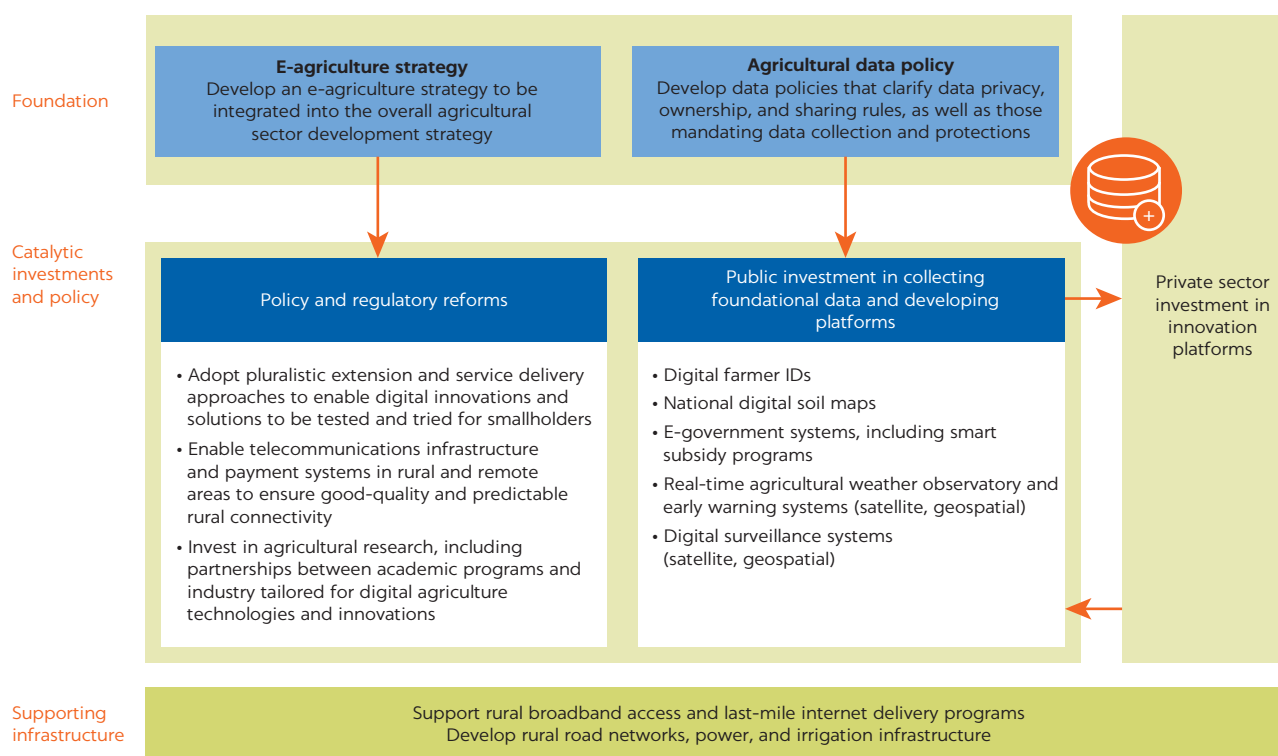 Foundation
E-agriculture strategy
Develop an e-agriculture strategy to be
integrated into the overall agricultural
sector development strategy
Agricultural data policy
Develop data policies that clarify data privacy,
ownership, and sharing rules, as well as those
mandating data collection and protections
Catalytic
investments
and policy
Policy and regulatory reforms
• Adopt pluralistic extension and service delivery
approaches to enable digital innovations and
solutions to be tested and tried for smallholders
• Enable telecommunications infrastructure
and payment systems in rural and remote
areas to ensure good-quality and predictable
rural connectivity
• Invest in agricultural research, including
partnerships between academic programs and
industry tailored for digital agriculture
technologies and innovations
Public investment in collecting
foundational data and developing
platforms
• Digital farmer IDs
• National digital soil maps
• E-government systems, including smart
subsidy programs
• Real-time agricultural weather observatory and
early warning systems (satellite, geospatial)
• Digital surveillance systems
(satellite, geospatial)
Private sector
investment in
innovation
platforms
Supporting
infrastructure
Support rural broadband access and last-mile internet delivery programs
Develop rural road networks, power, and irrigation infrastructure